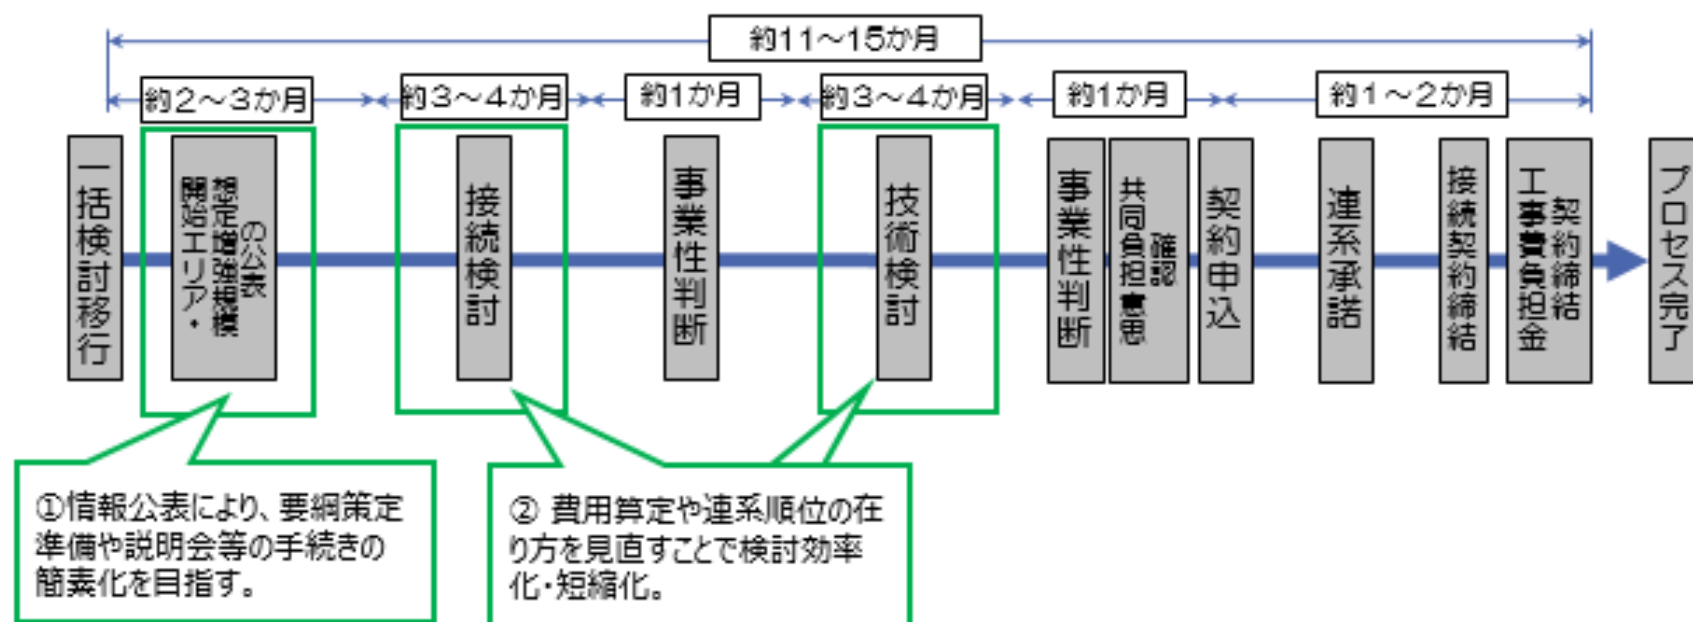 約11～15か月
約2～3か月
約3～4か月
約1か月
約3～4か月
約1か月
約1～2か月
一括検討移行
開始エリア・
想定増強規模
の公表
接続検討
事業性判断
技術検討
事業性判断
共同負担意思
確認
契約申込
連系承諾
接続契約締結
工事費負担金
契約締結
プロセス完了
①情報公表により、要綱策定
準備や説明会等の手続きの
簡素化を目指す。
② 費用算定や連系順位の在
り方を見直すことで検討効率
化・短縮化。